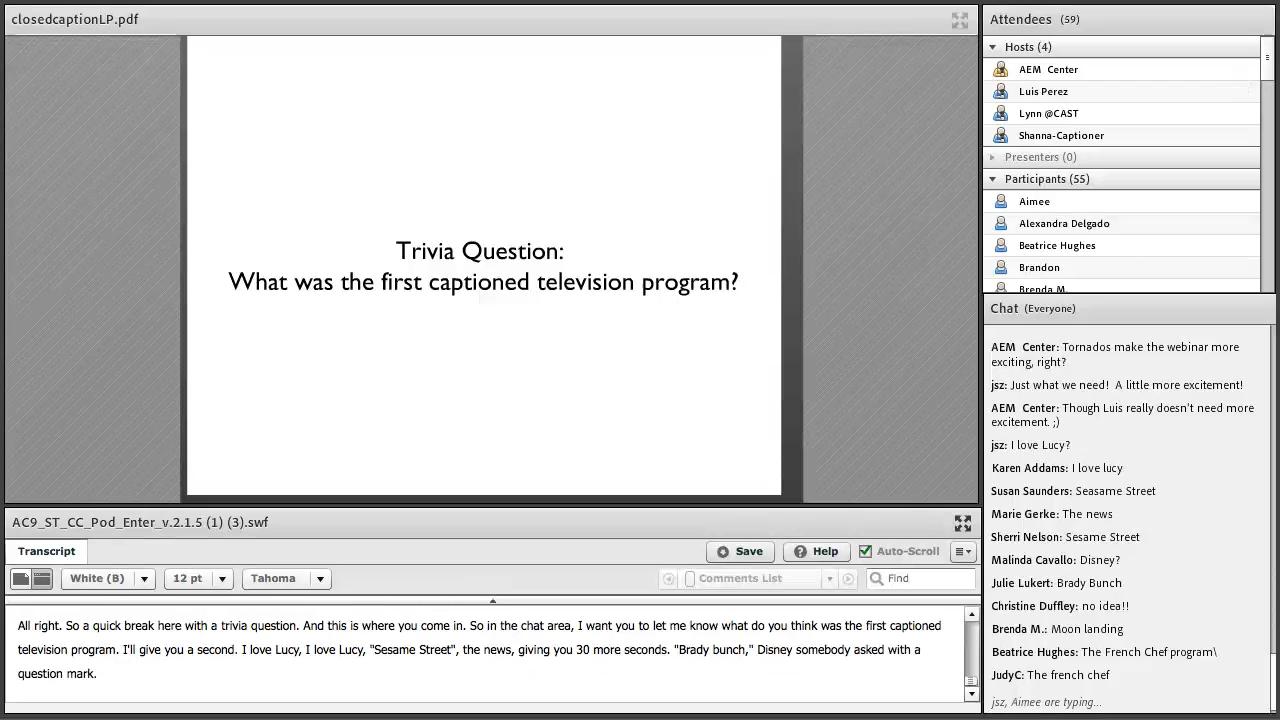 closedcaptionLP.pdf
Trivia Question:
What was the first captioned television program?
AC9_ST_CC_Pod_Enter_v.2.1.5 (1) (3).swf
Transcript
Save
Help
Auto-Scroll
White (B)
12 pt
Tahoma
Comments List
Find
All right. So a quick break here with a trivia question. And this is where you come in. So in the chat area, I want you to let me know what do you think was the first captioned
television program. I'll give you a second. I love Lucy, I love Lucy, "Sesame Street", the news, giving you 30 more seconds. "Brady bunch," Disney somebody asked with a
question mark.
Attendees (59)
Hosts (4)
AEM Center
Luis Perez
Lynn @CAST
Shanna-Captioner
Presenters (0)
Participants (55)
Aimee
Alexandra Delgado
Beatrice Hughes
Brandon
Brenda M.
Chat (Everyone)
AEM Center: Tornados make the webinar more
exciting, right?
jsz: Just what we need! A little more excitement!
AEM Center: Though Luis really doesn't need more
excitement. ;)
jsz: I love Lucy?
Karen Addams: I love lucy
Susan Saunders: Seasame Street
Marie Gerke: The news
Sherri Nelson: Sesame Street
Malinda Cavallo: Disney?
Julie Lukert: Brady Bunch
Christine Duffley: no idea!!
Brenda M.: Moon landing
Beatrice Hughes: The French Chef program\
JudyC: The french chef
jsz, Aimee are typing...